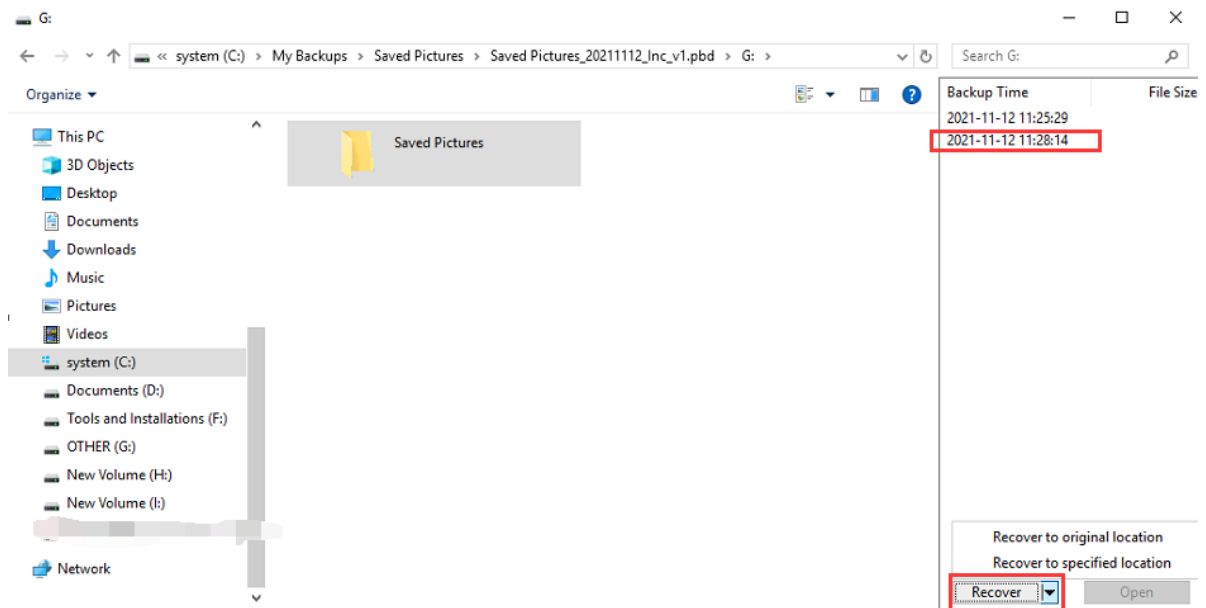 G:
« system (C:) > My Backups > Saved Pictures > Saved Pictures_20211112_Inc_v1.pbd > G: >
Search G:
Organize
Backup Time File Size
2021-11-12 11:25:29
2021-11-12 11:28:14
This PC
3D Objects
Desktop
Documents
Downloads
Music
Pictures
Videos
system (C:)
Documents (D:)
Tools and Installations (F:)
OTHER (G:)
New Volume (H:)
New Volume (I:)
Network
Saved Pictures
Recover to original location
Recover to specified location
Recover
Open